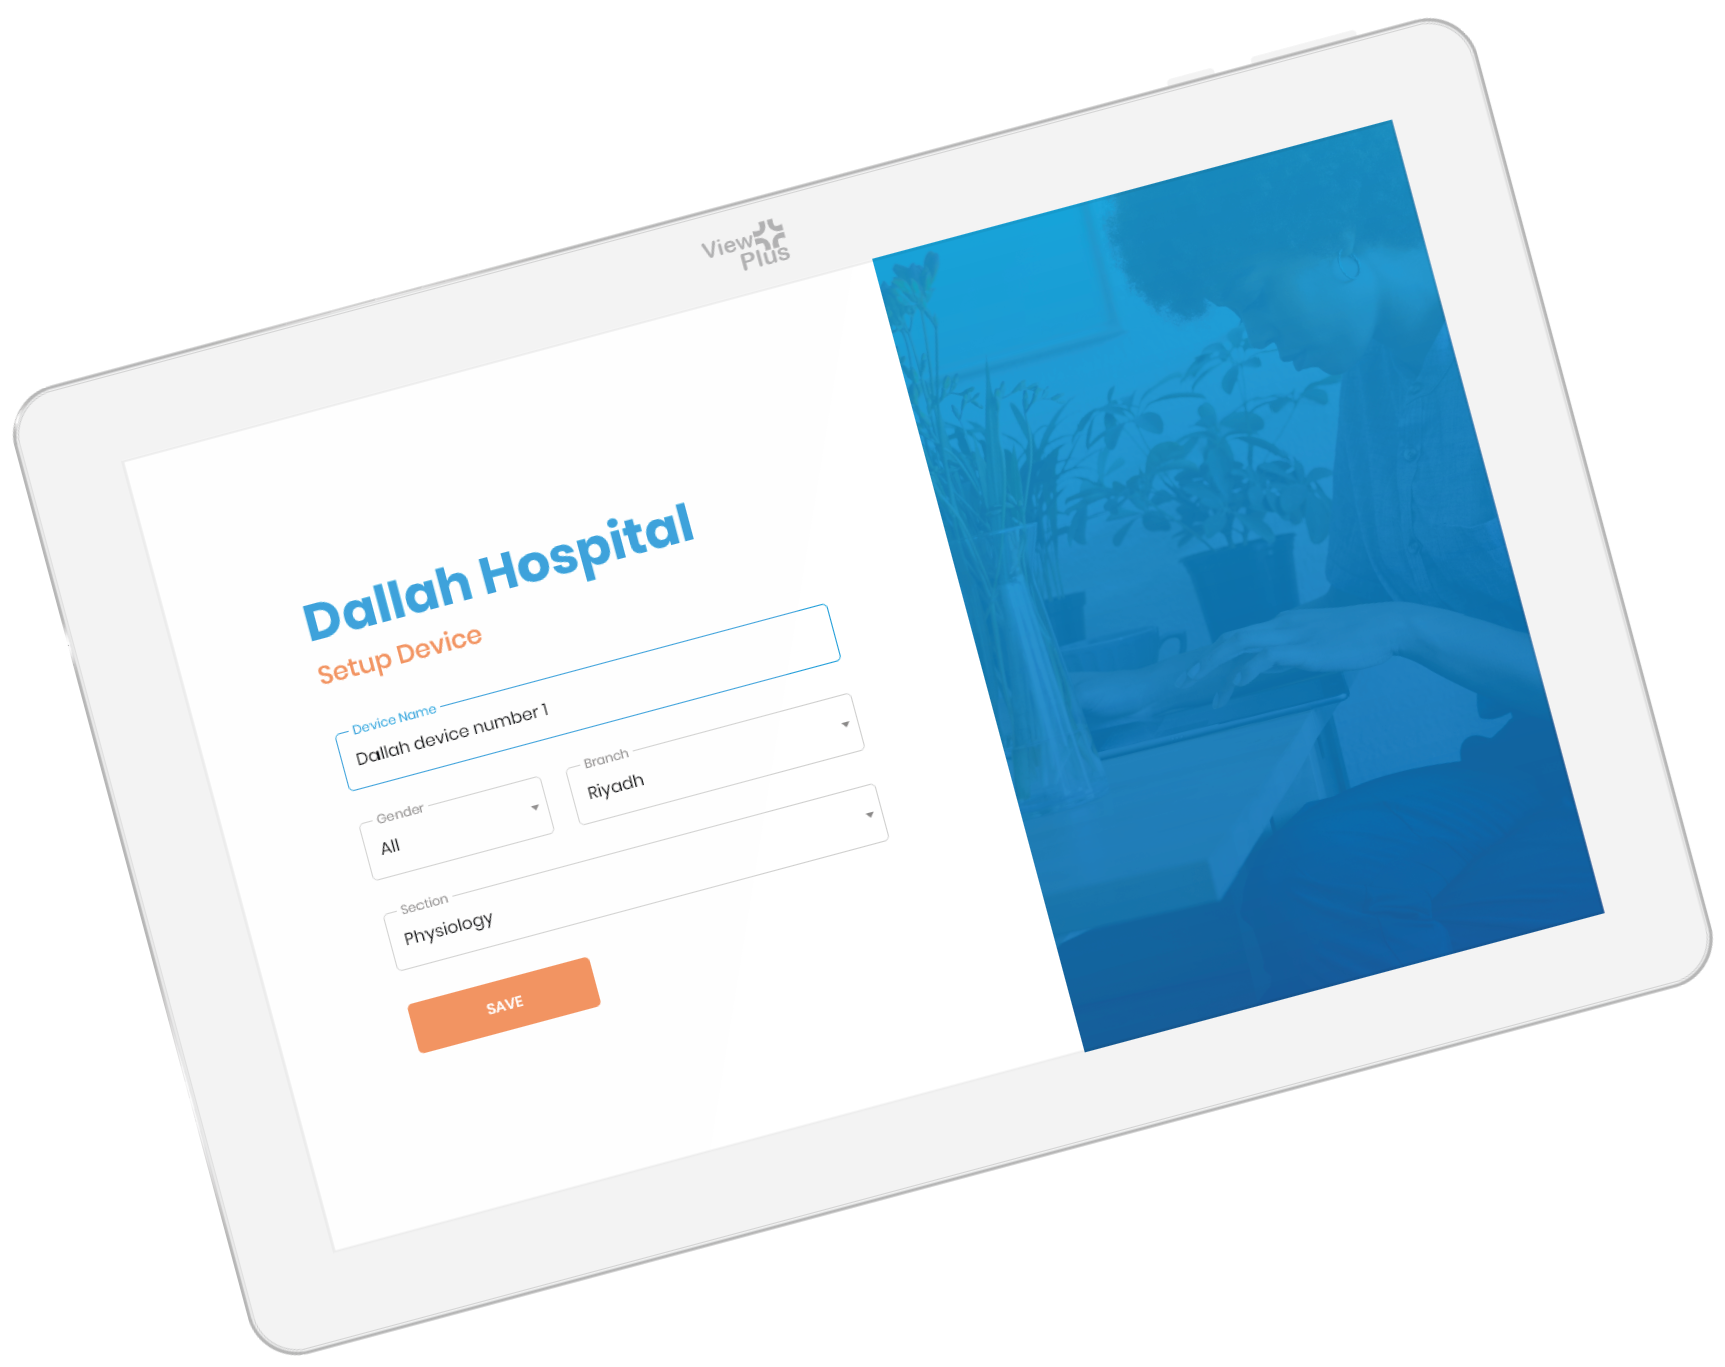 View
Plus
Dallah Hospital
Setup Device
Device Name
Dallah device number 1
Gender
All
Branch
Riyadh
Section
Physiology
SAVE